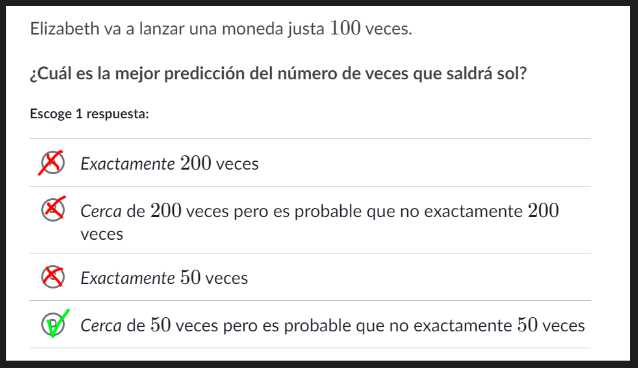 Elizabeth va a lanzar una moneda justa 100 veces.
¿Cuál es la mejor predicción del número de veces que saldrá sol?
Escoge 1 respuesta:
Exactamente 200 veces
Cerca de 200 veces pero es probable que no exactamente 200
veces
Exactamente 50 veces
Cerca de 50 veces pero es probable que no exactamente 50 veces